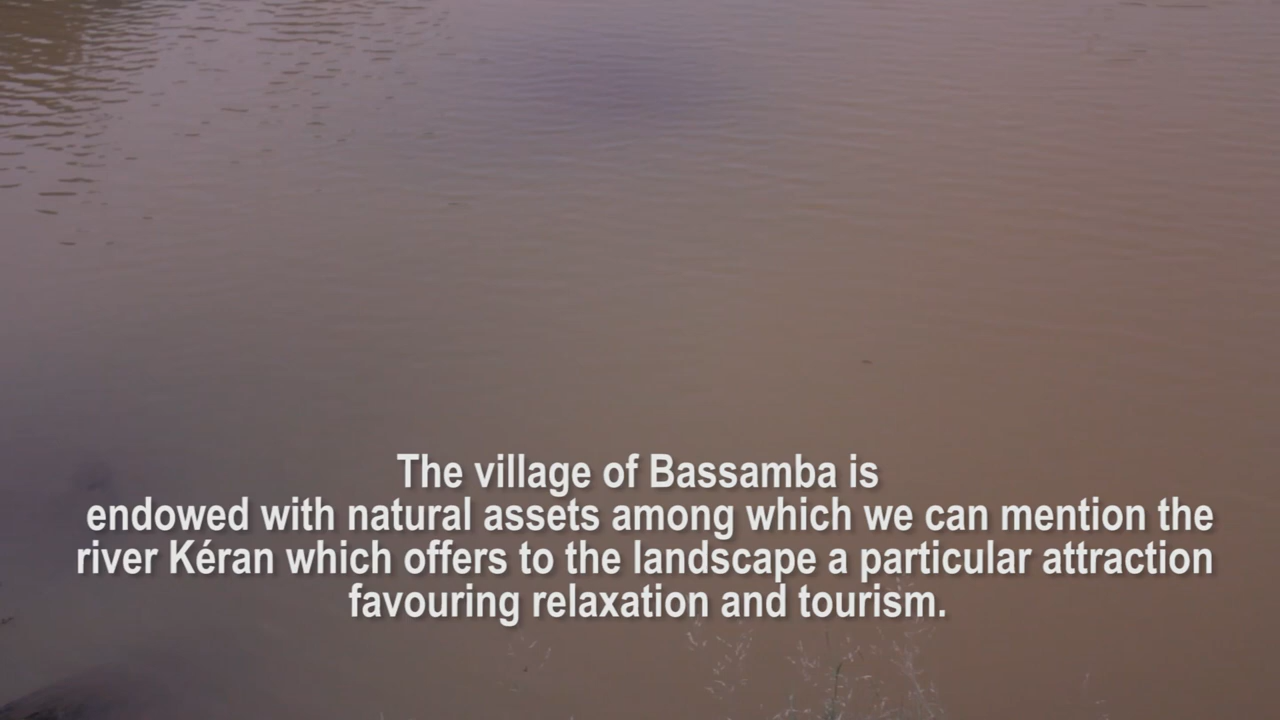 The village of Bassamba is
endowed with natural assets among which we can mention the
river Kéran which offers to the landscape a particular attraction
favouring relaxation and tourism.